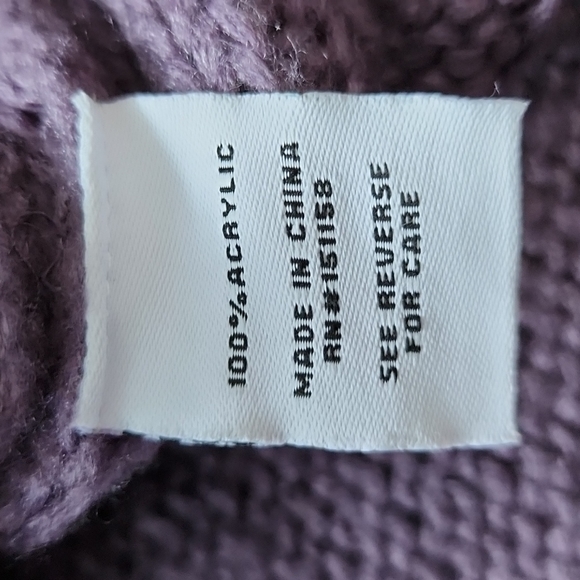 100%ACRYLIC
MADE IN CHINA
RN#151158
SEE REVERSE
FOR CARE